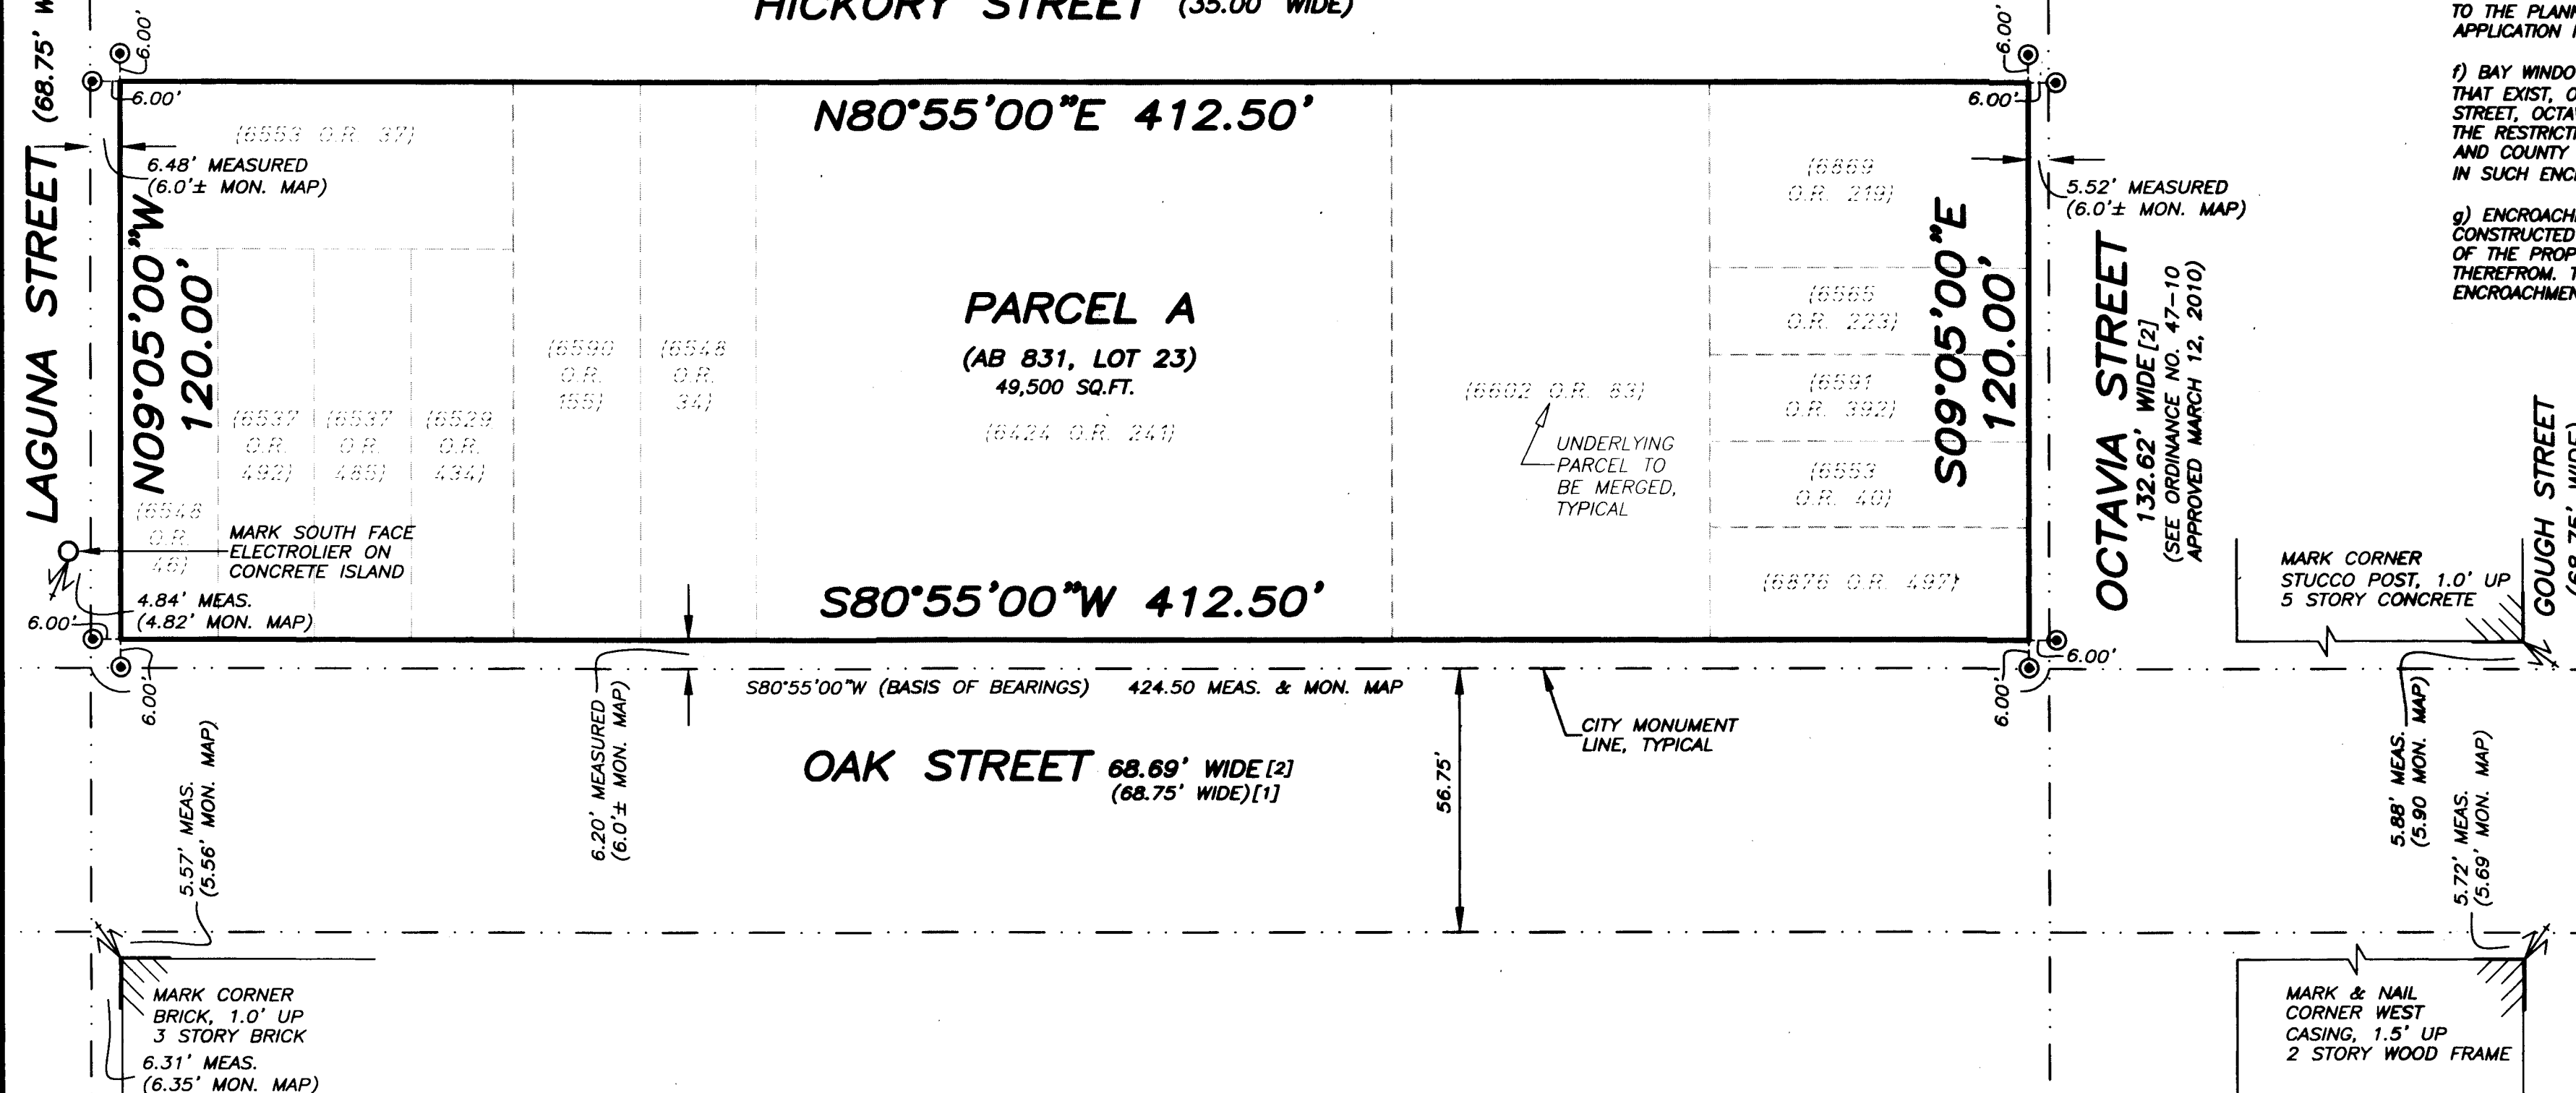 HICKORY STREET (35.00' WIDE)
6.00'
6.00'
6.00'
6.00'
LAGUNA STREET (68.75' W
N80°55'00"E 412.50'
(6553 O.R. 37)
6.48' MEASURED
(6.0'± MON. MAP)
N09°05'00"W
120.00'
(6537
O.R.
492)
(6537
O.R.
485)
(6529
O.R.
434)
(6590
O.R.
155)
(6548
O.R.
34)
(6548
O.R.
46)
MARK SOUTH FACE
ELECTROLIER ON
CONCRETE ISLAND
4.84' MEAS.
(4.82' MON. MAP)
6.00'
6.00'
PARCEL A
(AB 831, LOT 23)
49,500 SQ.FT.
(6424 O.R. 241)
(6602 O.R. 83)
UNDERLYING
PARCEL TO
BE MERGED,
TYPICAL
(6869
O.R. 219)
(6565
O.R. 223)
(6591
O.R. 392)
(6553
O.R. 40)
(6876 O.R. 497)
S09°05'00"E
120.00'
S80°55'00"W 412.50'
5.52' MEASURED
(6.0'± MON. MAP)
OCTAVIA STREET
132.62' WIDE [2]
(SEE ORDINANCE NO. 47-10
APPROVED MARCH 12, 2010)
6.00'
6.00'
S80°55'00"W (BASIS OF BEARINGS) 424.50 MEAS. & MON. MAP
6.20' MEASURED
(6.0'± MON. MAP)
CITY MONUMENT
LINE, TYPICAL
OAK STREET 68.69' WIDE [2]
(68.75' WIDE)[1]
56.75'
5.57' MEAS.
(5.56' MON. MAP)
MARK CORNER
BRICK, 1.0' UP
3 STORY BRICK
6.31' MEAS.
(6.35' MON. MAP)
TO THE PLANN
APPLICATION
f) BAY WINDO
THAT EXIST, O
STREET, OCTA
THE RESTRICTI
AND COUNTY
IN SUCH ENC
g) ENCROACH
CONSTRUCTED
OF THE PROP
THEREFROM. T
ENCROACHMEN
GOUGH STREET
(68.75' WIDE)
MARK CORNER
STUCCO POST, 1.0' UP
5 STORY CONCRETE
5.88' MEAS.
(5.90 MON. MAP)
5.72' MEAS.
(5.69' MON. MAP)
MARK & NAIL
CORNER WEST
CASING, 1.5' UP
2 STORY WOOD FRAME